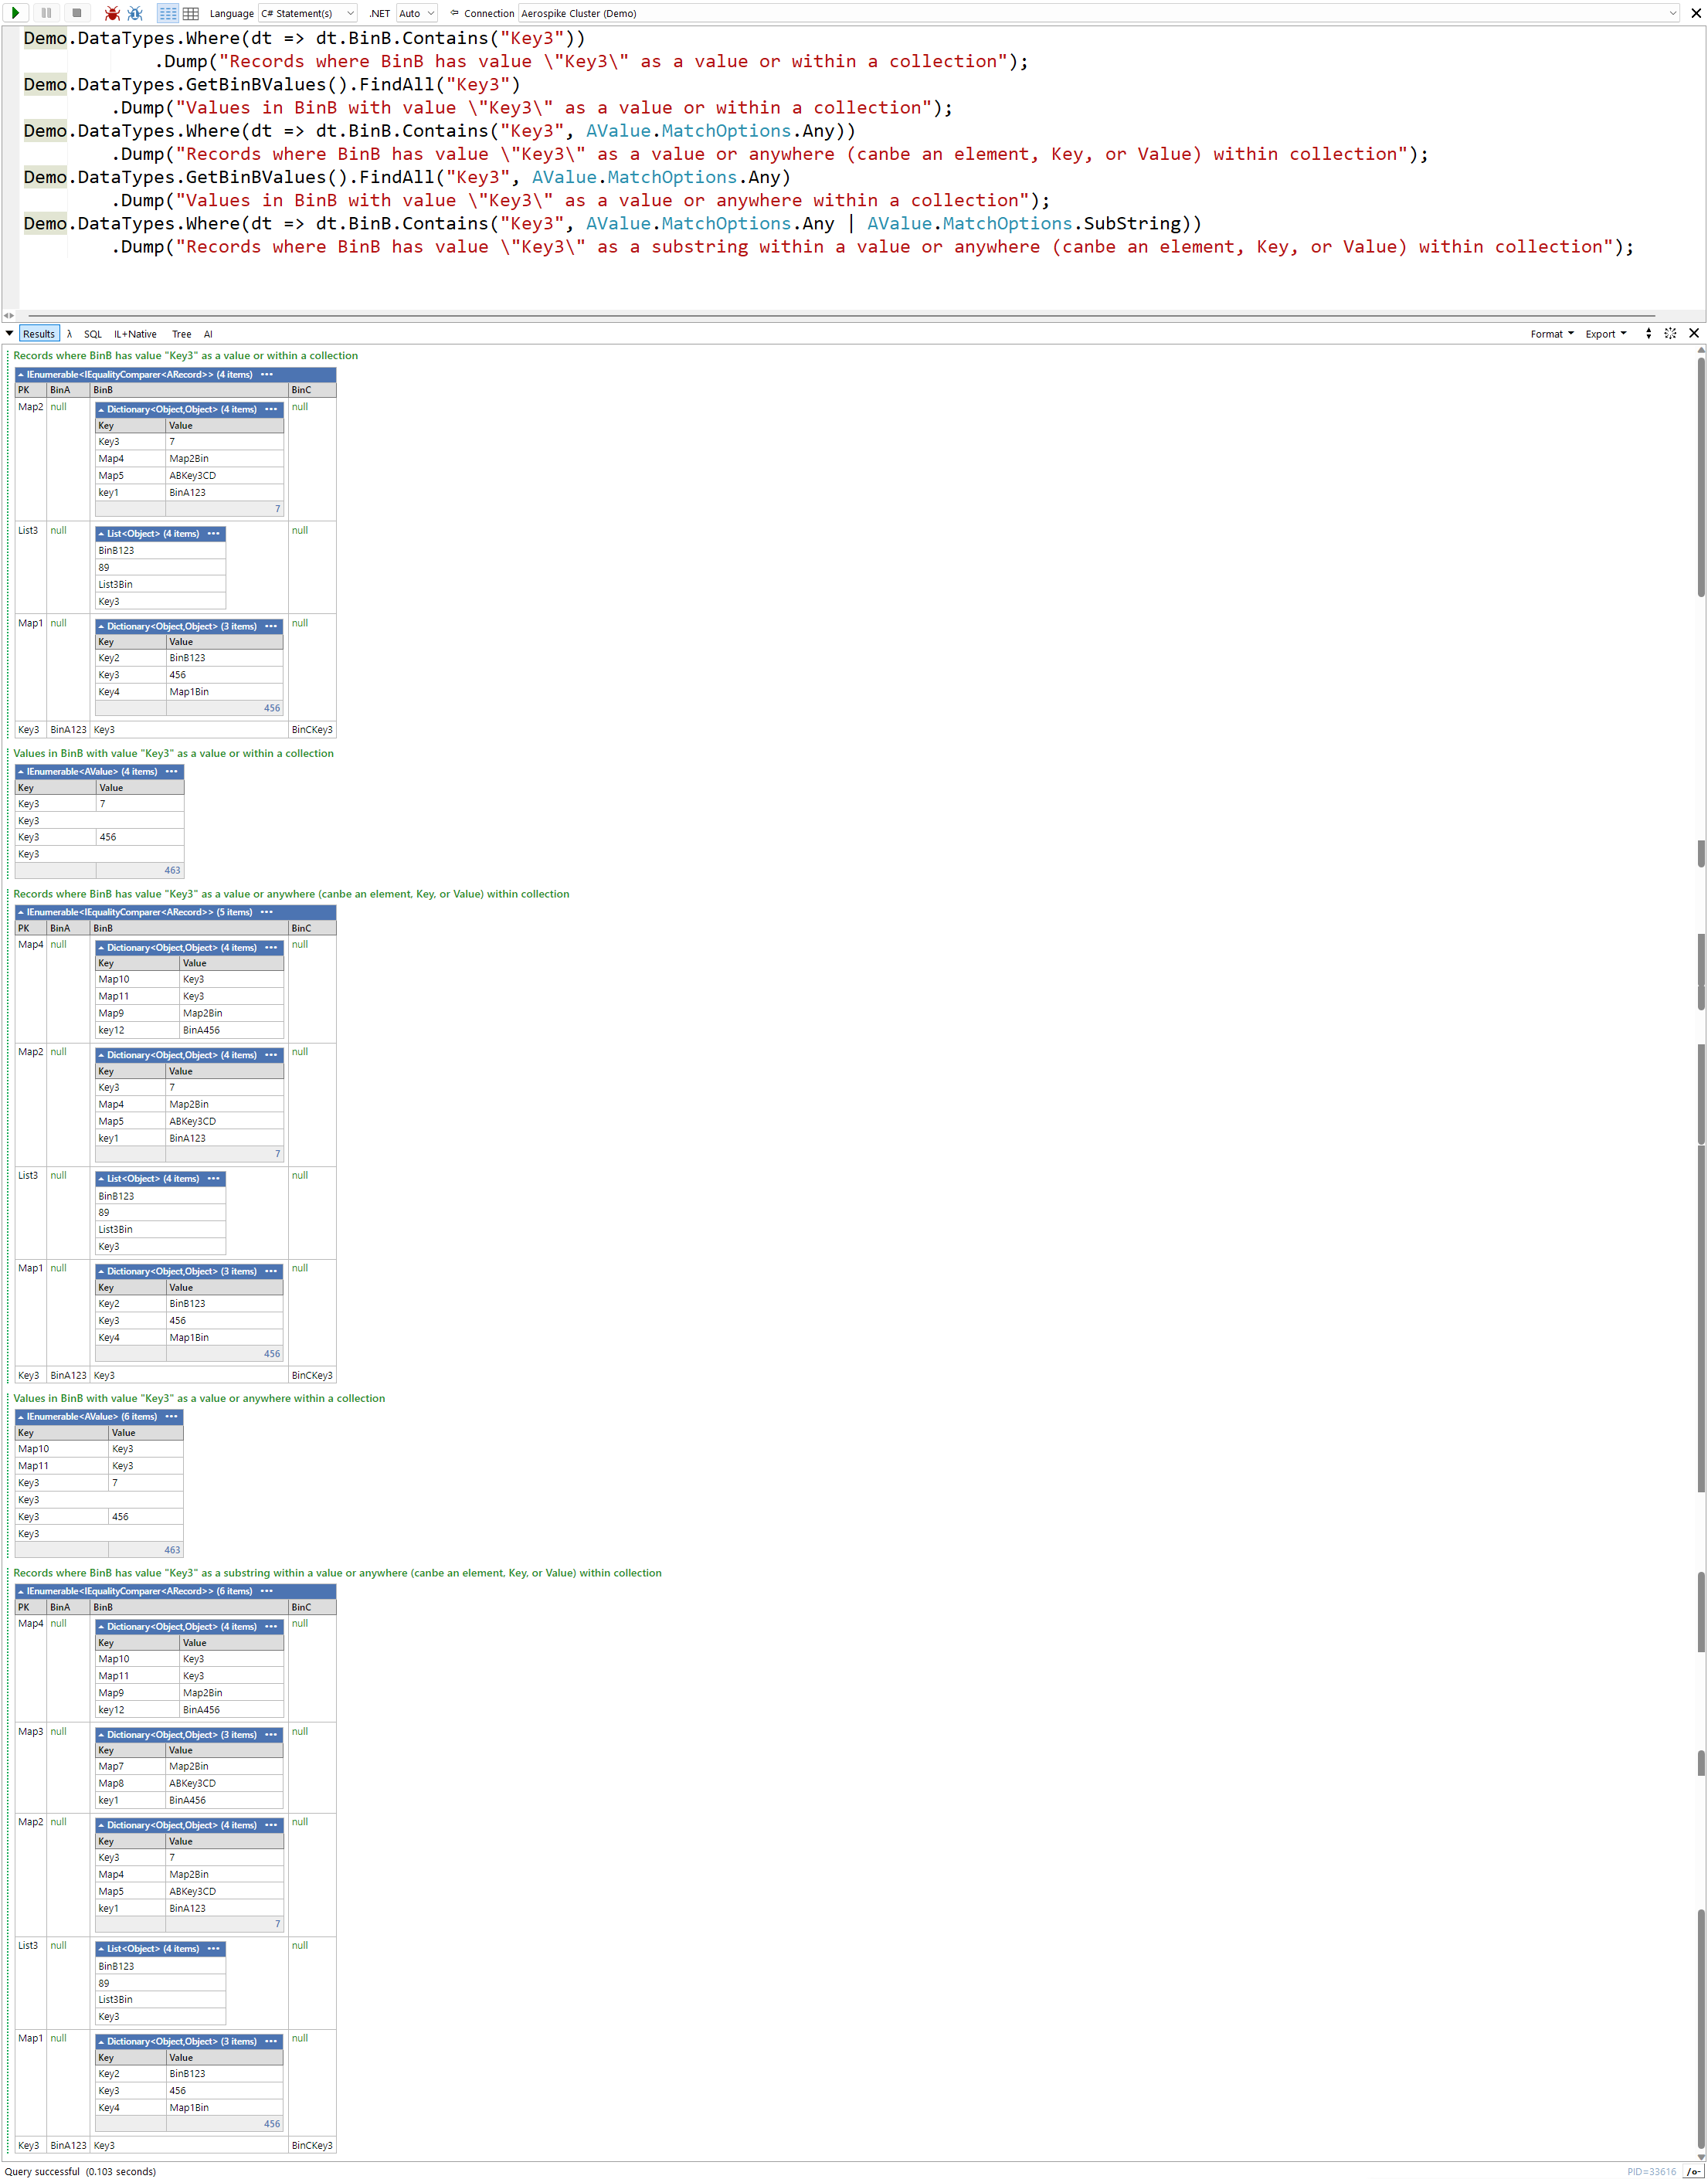 Language C# Statement(s) .NET Auto Connection Aerospike Cluster (Demo)
Demo.DataTypes.Where(dt => dt.BinB.Contains("Key3"))
.Dump("Records where BinB has value \"Key3\" as a value or within a collection");
Demo.DataTypes.GetBinBValues().FindAll("Key3")
.Dump("Values in BinB with value \"Key3\" as a value or within a collection");
Demo.DataTypes.Where(dt => dt.BinB.Contains("Key3", AValue.MatchOptions.Any))
.Dump("Records where BinB has value \"Key3\" as a value or anywhere (canbe an element, Key, or Value) within collection");
Demo.DataTypes.GetBinBValues().FindAll("Key3", AValue.MatchOptions.Any)
.Dump("Values in BinB with value \"Key3\" as a value or anywhere within a collection");
Demo.DataTypes.Where(dt => dt.BinB.Contains("Key3", AValue.MatchOptions.Any | AValue.MatchOptions.SubString))
.Dump("Records where BinB has value \"Key3\" as a substring within a value or anywhere (canbe an element, Key, or Value) within collection");
Results λ SQL IL+Native Tree AI Format Export
Records where BinB has value "Key3" as a value or within a collection
IEnumerable<IEqualityComparer<ARecord>> (4 items) •••
PK BinA BinB BinC
Map2 null Dictionary<Object,Object> (4 items) ••• null
Key Value
Key3 7
Map4 Map2Bin
Map5 ABKey3CD
key1 BinA123
7
List3 null List<Object> (4 items) ••• null
BinB123
89
List3Bin
Key3
Map1 null Dictionary<Object,Object> (3 items) ••• null
Key Value
Key2 BinB123
Key3 456
Key4 Map1Bin
456
Key3 BinA123 Key3 BinCKey3
Values in BinB with value "Key3" as a value or within a collection
IEnumerable<AValue> (4 items) •••
Key Value
Key3 7
Key3
Key3 456
Key3
463
Records where BinB has value "Key3" as a value or anywhere (canbe an element, Key, or Value) within collection
IEnumerable<IEqualityComparer<ARecord>> (5 items) •••
PK BinA BinB BinC
Map4 null Dictionary<Object,Object> (4 items) ••• null
Key Value
Map10 Key3
Map11 Key3
Map9 Map2Bin
key12 BinA456
Map2 null Dictionary<Object,Object> (4 items) ••• null
Key Value
Key3 7
Map4 Map2Bin
Map5 ABKey3CD
key1 BinA123
7
List3 null List<Object> (4 items) ••• null
BinB123
89
List3Bin
Key3
Map1 null Dictionary<Object,Object> (3 items) ••• null
Key Value
Key2 BinB123
Key3 456
Key4 Map1Bin
456
Key3 BinA123 Key3 BinCKey3
Values in BinB with value "Key3" as a value or anywhere within a collection
IEnumerable<AValue> (6 items) •••
Key Value
Map10 Key3
Map11 Key3
Key3 7
Key3
Key3 456
Key3
463
Records where BinB has value "Key3" as a substring within a value or anywhere (canbe an element, Key, or Value) within collection
IEnumerable<IEqualityComparer<ARecord>> (6 items) •••
PK BinA BinB BinC
Map4 null Dictionary<Object,Object> (4 items) ••• null
Key Value
Map10 Key3
Map11 Key3
Map9 Map2Bin
key12 BinA456
Map3 null Dictionary<Object,Object> (3 items) ••• null
Key Value
Map7 Map2Bin
Map8 ABKey3CD
key1 BinA456
Map2 null Dictionary<Object,Object> (4 items) ••• null
Key Value
Key3 7
Map4 Map2Bin
Map5 ABKey3CD
key1 BinA123
7
List3 null List<Object> (4 items) ••• null
BinB123
89
List3Bin
Key3
Map1 null Dictionary<Object,Object> (3 items) ••• null
Key Value
Key2 BinB123
Key3 456
Key4 Map1Bin
456
Key3 BinA123 Key3 BinCKey3
Query successful (0.103 seconds) PID=33616 /o-